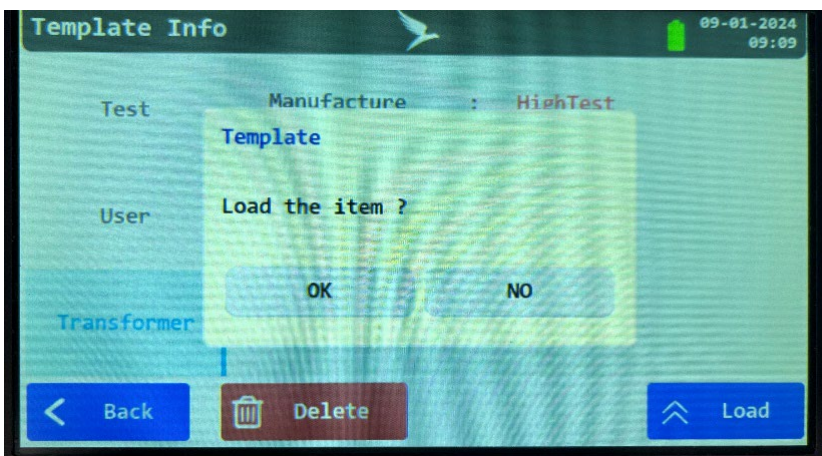 Template Info
09-01-2024
09:09
Test
Manufacture : HighTest
Template
User
Load the item ?
OK NO
Transformer
Back
Delete
Load